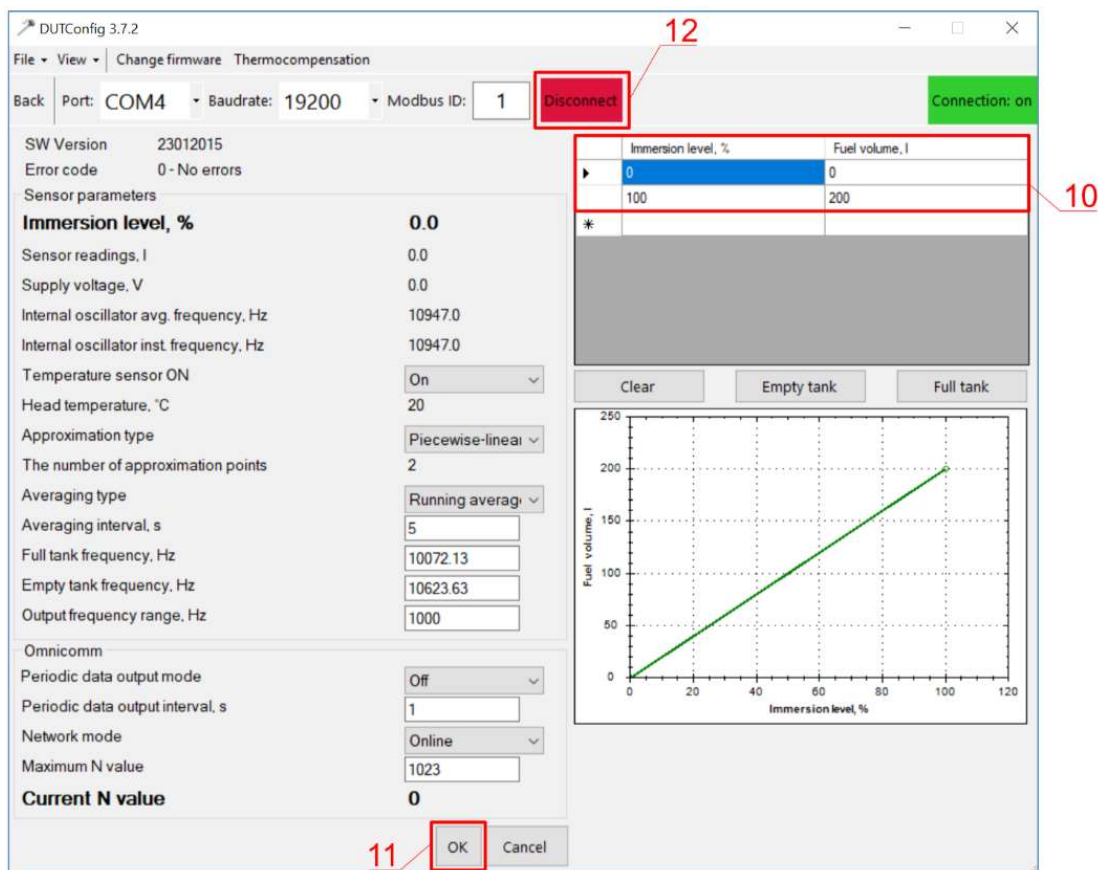 DUTConfig 3.7.2
12
File View Change firmware Thermocompensation
Back Port: COM4 Baudrate: 19200 Modbus ID: 1 Disconnect Connection: on
SW Version 23012015
Error code 0 - No errors
Sensor parameters
Immersion level, % 0.0
Sensor readings, l 0.0
Supply voltage, V 0.0
Internal oscillator avg. frequency, Hz 10947.0
Internal oscillator inst. frequency, Hz 10947.0
Temperature sensor ON On
Head temperature, °C 20
Approximation type Piecewise-linear
The number of approximation points 2
Averaging type Running average
Averaging interval, s 5
Full tank frequency, Hz 10072.13
Empty tank frequency, Hz 10623.63
Output frequency range, Hz 1000
Omnicomm
Periodic data output mode Off
Periodic data output interval, s 1
Network mode Online
Maximum N value 1023
Current N value 0
11
OK Cancel
Immersion level, % Fuel volume, l
0 0
100 200
*
10
Clear Empty tank Full tank
250
200
150
100
50
0
Fuel volume, l
0 20 40 60 80 100 120
Immersion level, %